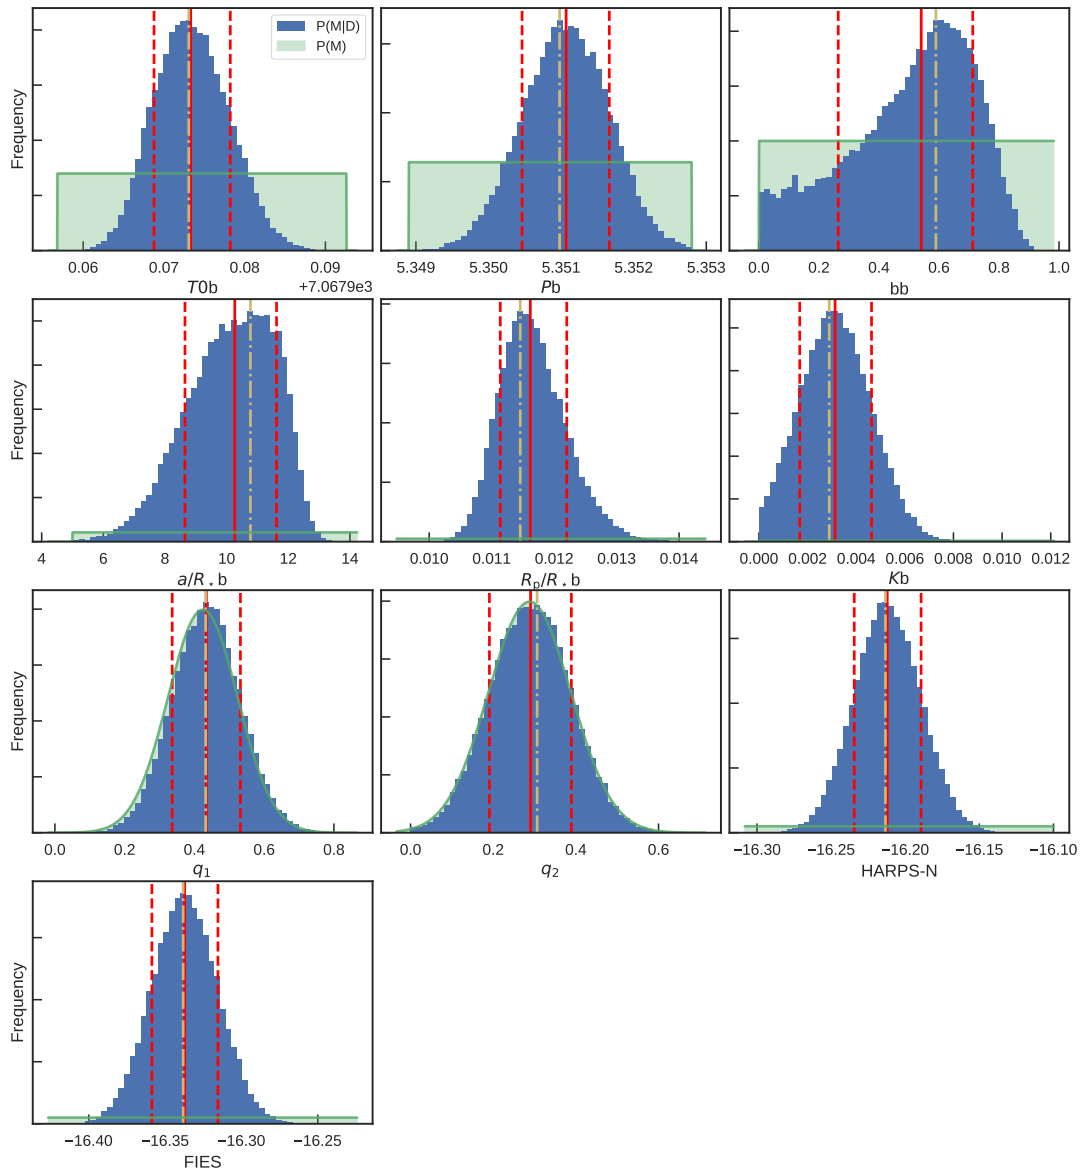 P(M|D)
P(M)
Frequency
0.06 0.07 0.08 0.09
+7.0679e3
T0b
5.349 5.350 5.351 5.352 5.353
Pb
0.0 0.2 0.4 0.6 0.8 1.0
bb
Frequency
4 6 8 10 12 14
a/R⋆b
0.010 0.011 0.012 0.013 0.014
Rp/R⋆b
0.000 0.002 0.004 0.006 0.008 0.010 0.012
Kb
Frequency
0.0 0.2 0.4 0.6 0.8
q1
0.0 0.2 0.4 0.6
q2
−16.30 −16.25 −16.20 −16.15 −16.10
HARPS-N
Frequency
−16.40 −16.35 −16.30 −16.25
FIES